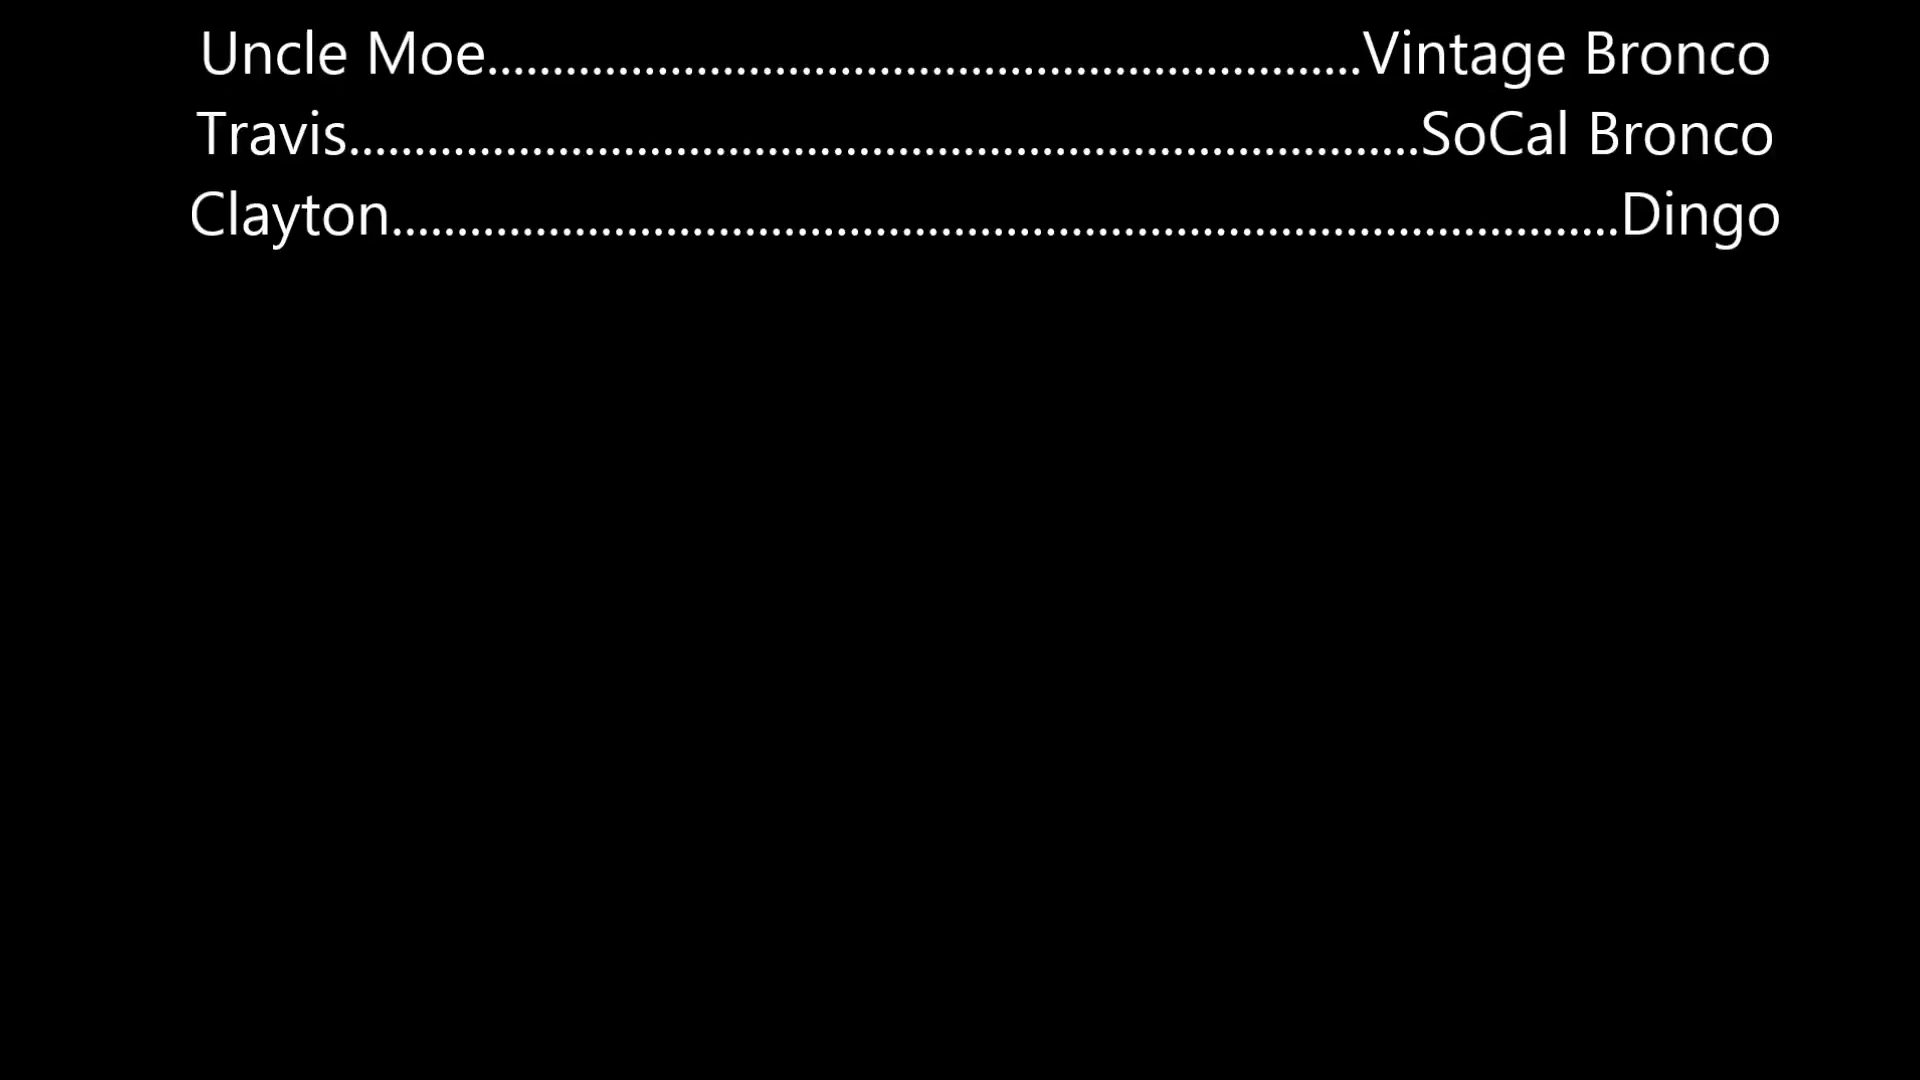 Uncle Moe...................................................................Vintage Bronco
Travis..................................................................................SoCal Bronco
Clayton..............................................................................................Dingo